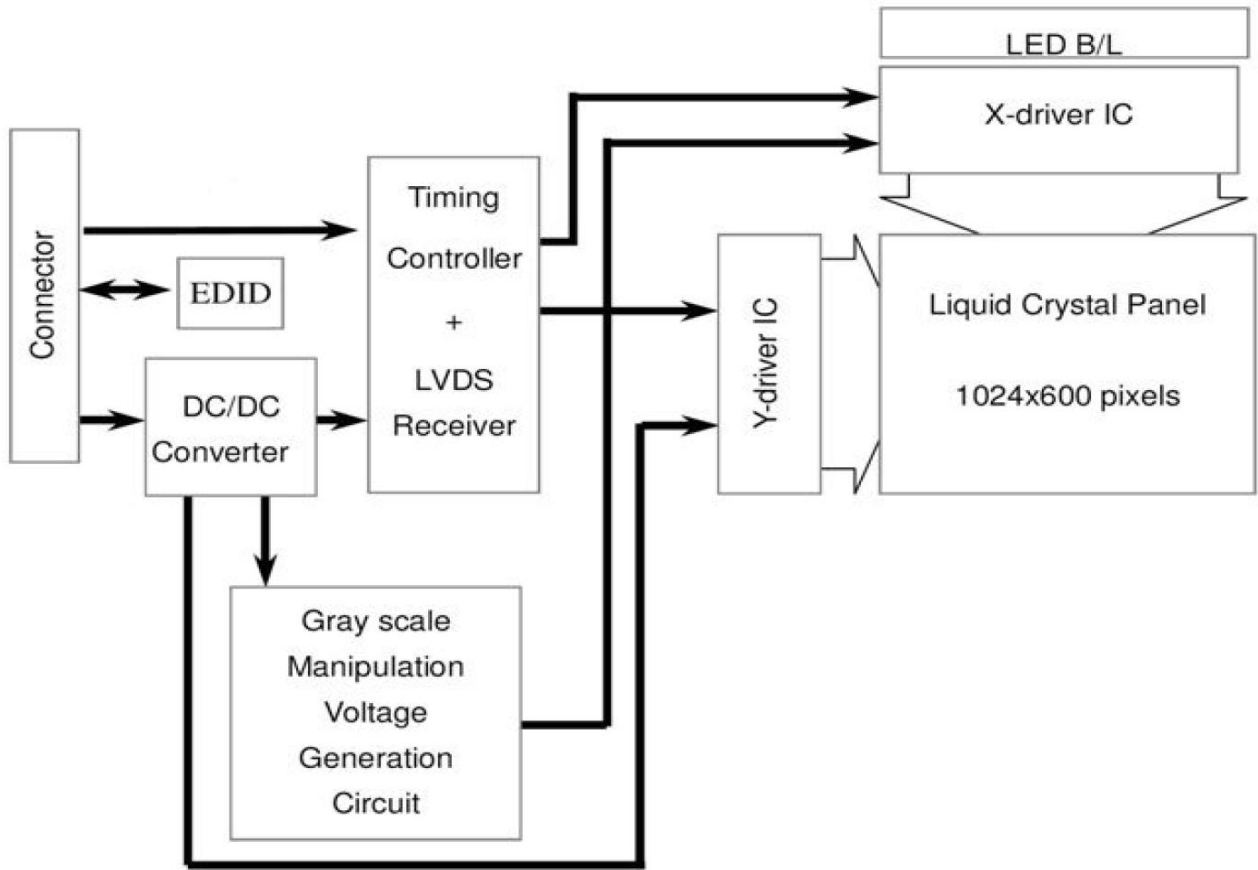 LED B/L
X-driver IC
Connector
EDID
DC/DC
Converter
Timing
Controller
+
LVDS
Receiver
Y-driver IC
Liquid Crystal Panel
1024x600 pixels
Gray scale
Manipulation
Voltage
Generation
Circuit